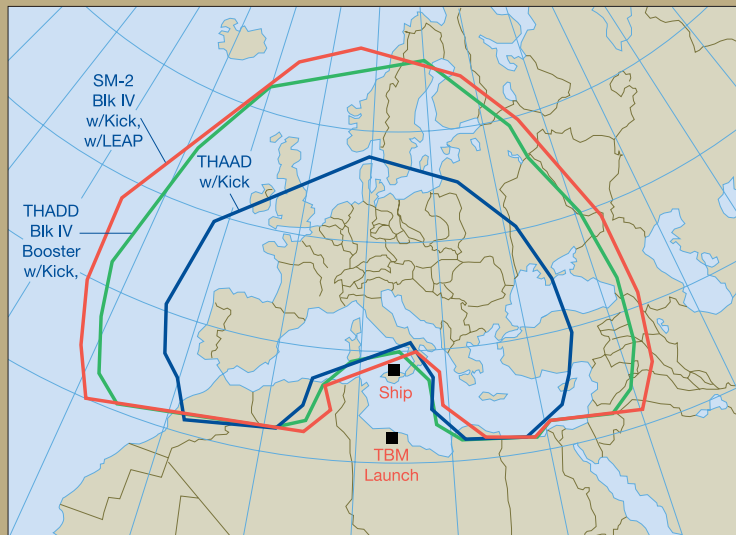 SM-2
Blk IV
w/Kick,
w/LEAP
THAAD
w/Kick
THADD
Blk IV
Booster
w/Kick,
Ship
TBM
Launch